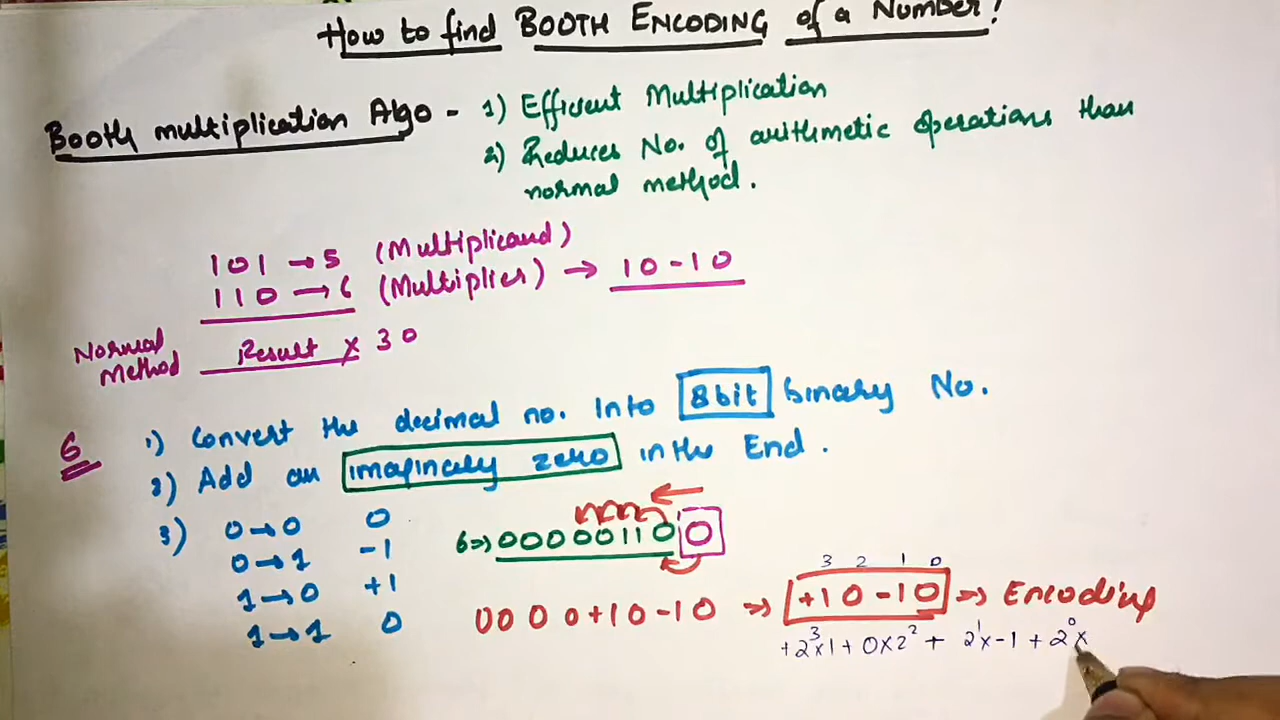 How to find BOOTH ENCODING of a Number!
Booth multiplication Algo - 1) Efficient Multiplication
2) Reduces No. of arithmetic operations than
normal method.
101 → 5 (Multiplicand)
110 → 6 (Multiplier) → 10-10
Normal Method Result x 30
6 1) Convert the decimal no. Into 8bit binary No.
2) Add an imaginary zero in the End.
3) 0→0 0
0→1 -1
1→0 +1
1→1 0
6⇒ 00000110 0
0000+10-10 ⇒ +10-10 ⇒ Encoding
3 2 1 0
+2³x1+0x2²+ 2¹x-1+2⁰x